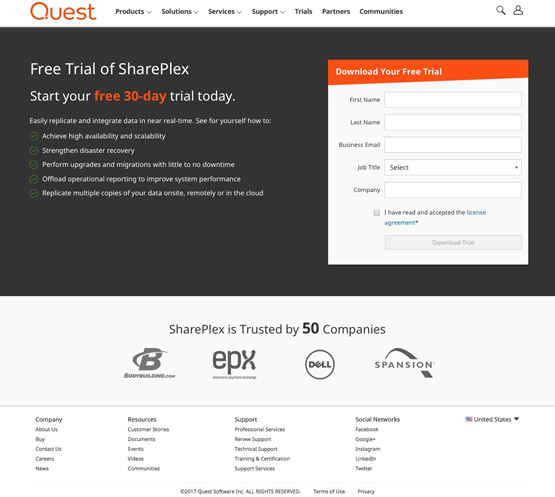 Quest
Products Solutions Services Support Trials Partners Communities
Free Trial of SharePlex
Start your free 30-day trial today.
Easily replicate and integrate data in near real-time. See for yourself how to:
Achieve high availability and scalability
Strengthen disaster recovery
Perform upgrades and migrations with little to no downtime
Offload operational reporting to improve system performance
Replicate multiple copies of your data onsite, remotely or in the cloud
Download Your Free Trial
First Name
Last Name
Business Email
Job Title Select
Company
I have read and accepted the license
agreement*
Download Trial
SharePlex is Trusted by 50 Companies
BODYBUILDING.COM
epx
electronic payment exchange
DELL
SPANSION
Company
About Us
Buy
Contact Us
Careers
News
Resources
Customer Stories
Documents
Events
Videos
Communities
Support
Professional Services
Renew Support
Technical Support
Training & Certification
Support Services
Social Networks
Facebook
Google+
Instagram
LinkedIn
Twitter
United States
©2017 Quest Software Inc. ALL RIGHTS RESERVED. Terms of Use Privacy